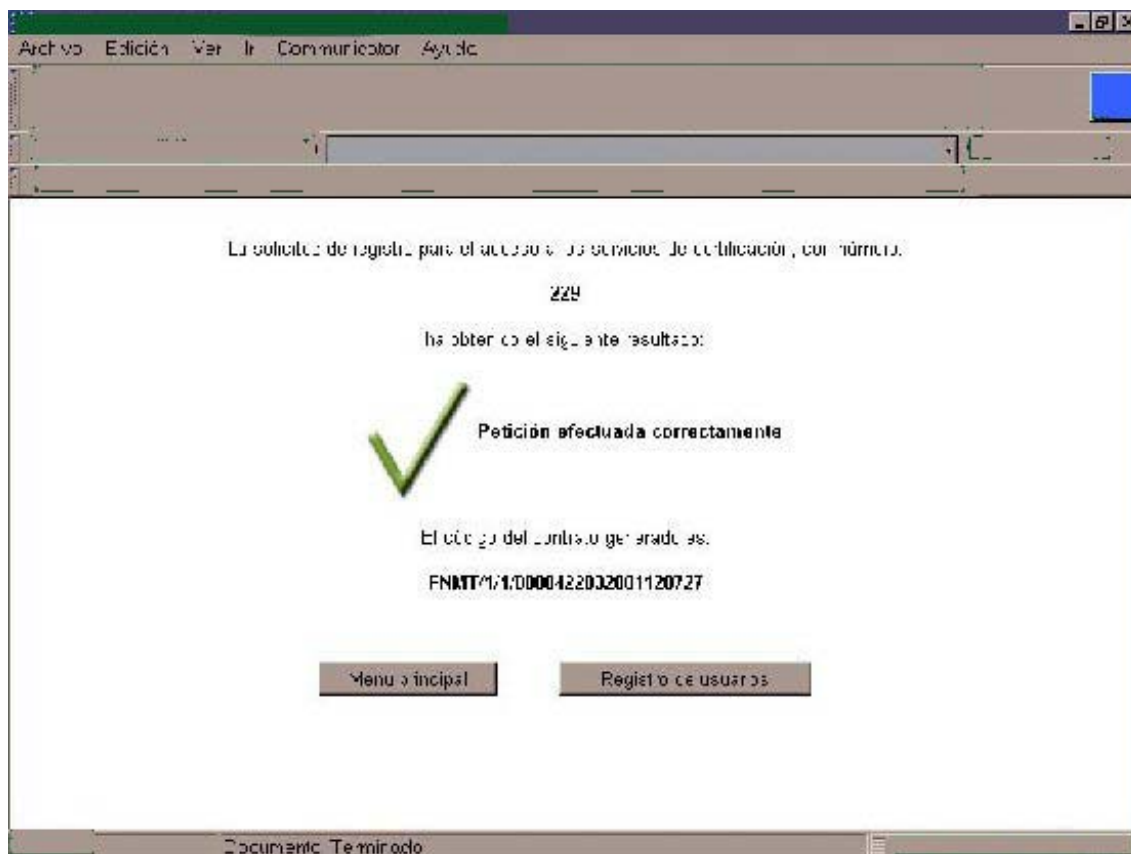 Archivo Edición Ver Ir Communicator Ayuda
La solicitud de registro para el acceso a los servicios de certificación, con número:
229
ha obtenido el siguiente resultado:
Petición efectuada correctamente
El código del contrato generado es:
FNMT/1/1/0000422002001120727
Menu principal
Registro de usuarios
Documento: Terminado